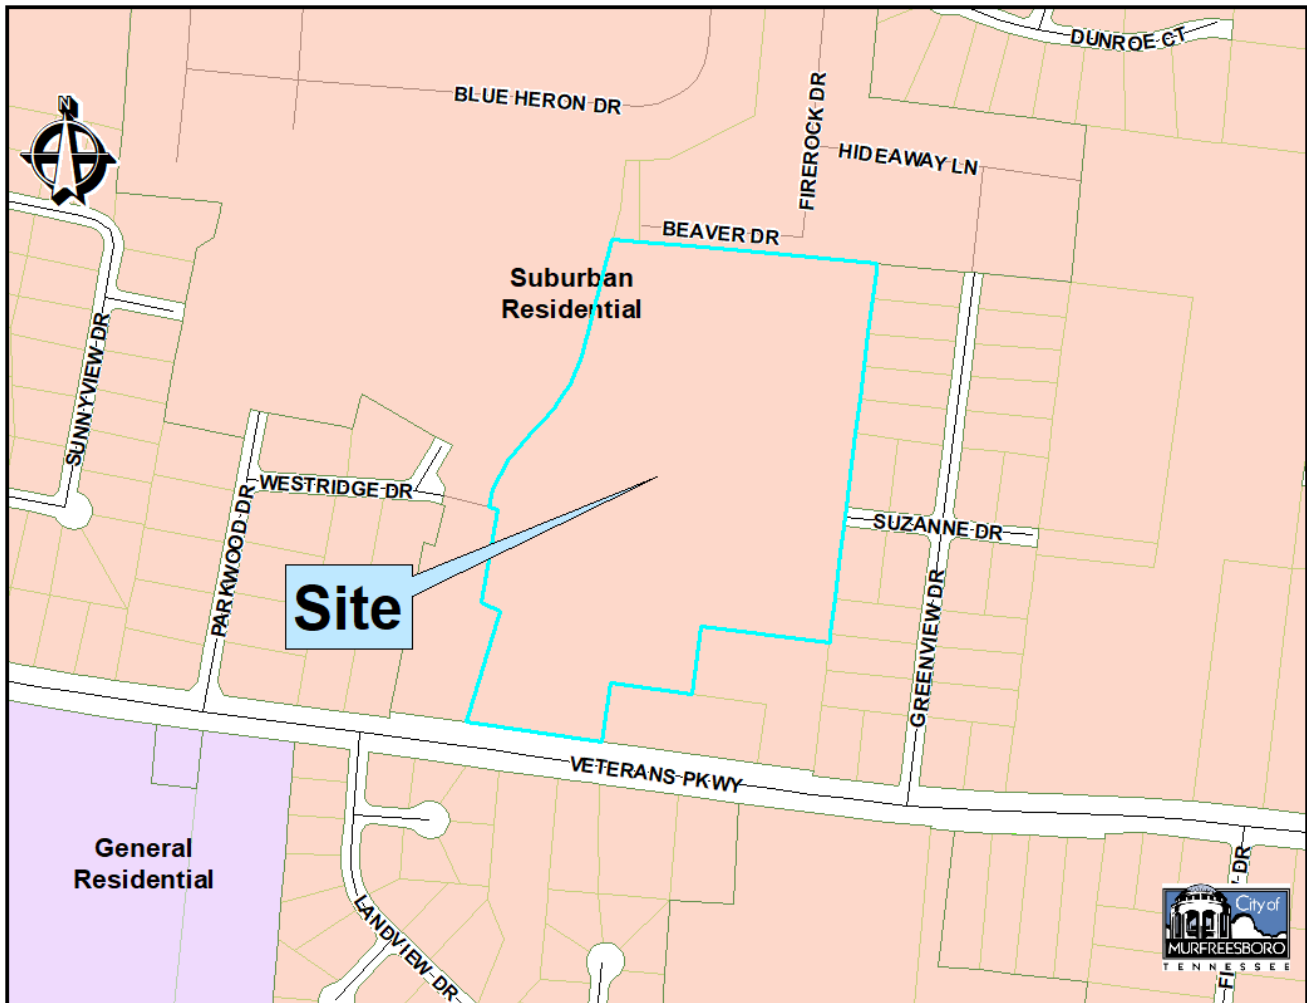 DUNROE CT
BLUE HERON DR
FIREROCK DR
N
HIDEAWAY LN
BEAVER DR
Suburban
Residential
SUNNYVIEW DR
WESTRIDGE DR
PARKWOOD DR
SUZANNE DR
Site
GREENVIEW DR
VETERANS PKWY
General
Residential
LANDVIEW DR
DR
City of
MURFREESBORO
TENNESSEE